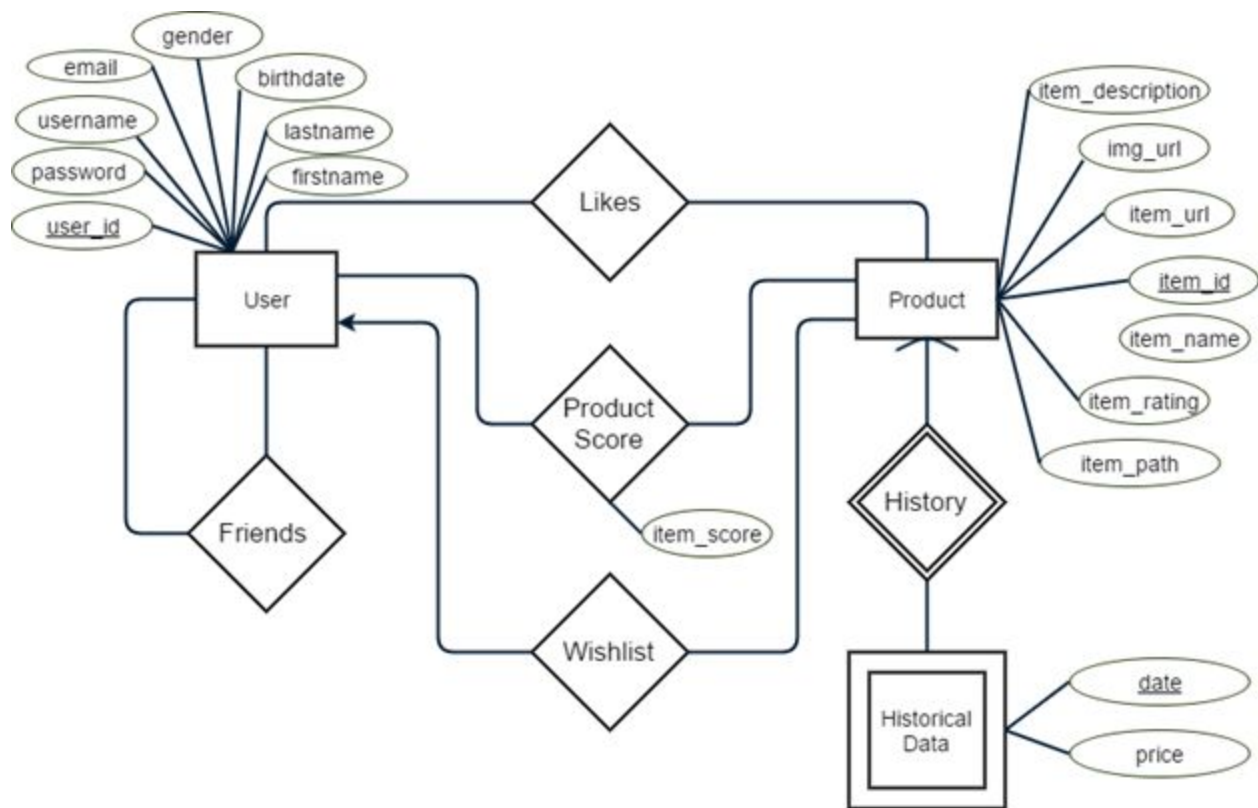 gender
email
birthdate
username
lastname
password
firstname
user_id
item_description
img_url
item_url
item_id
item_name
item_rating
item_path
Likes
User
Product
Product
Score
item_score
Friends
History
Wishlist
Historical
Data
date
price